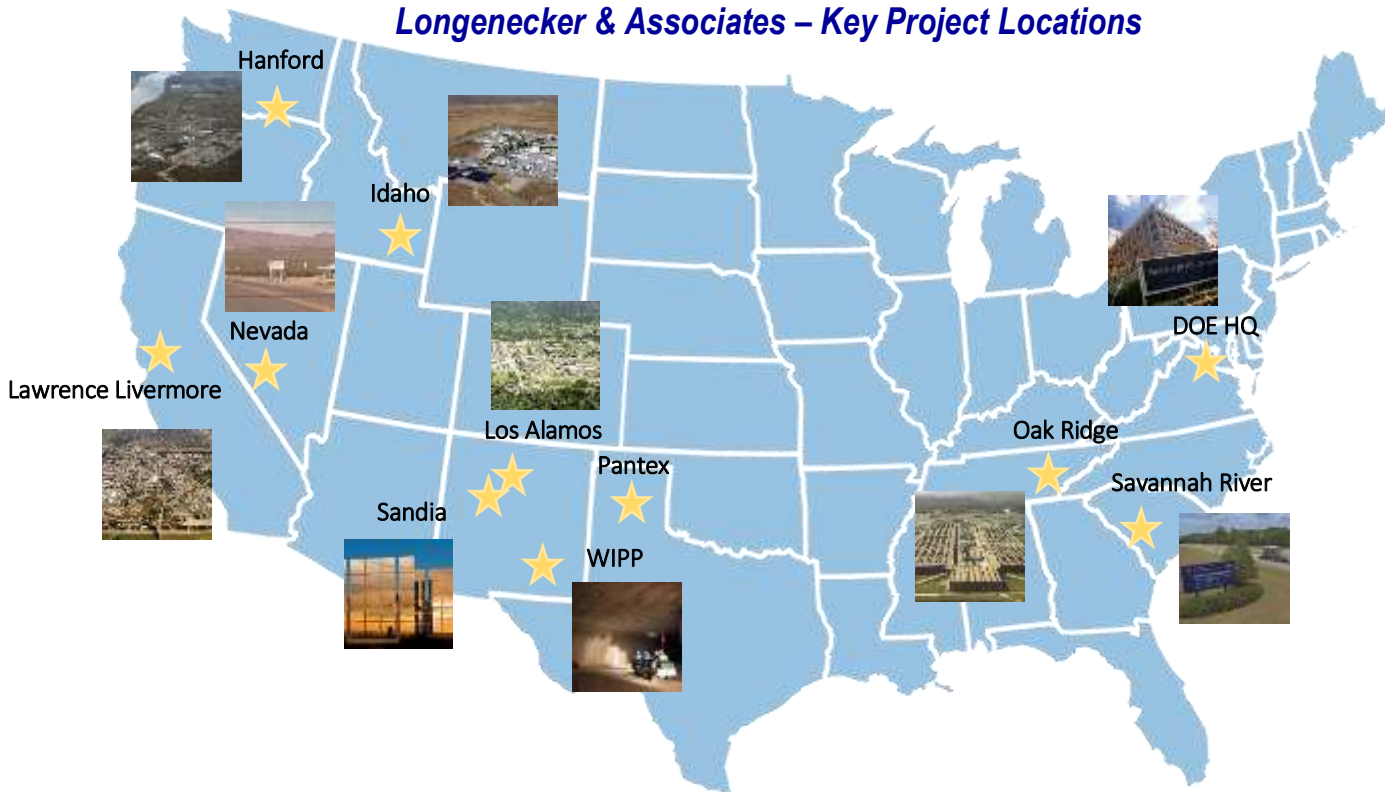 Longenecker & Associates – Key Project Locations
Hanford
Idaho
Nevada
DOE HQ
Lawrence Livermore
Los Alamos
Oak Ridge
Pantex
Savannah River
Sandia
WIPP